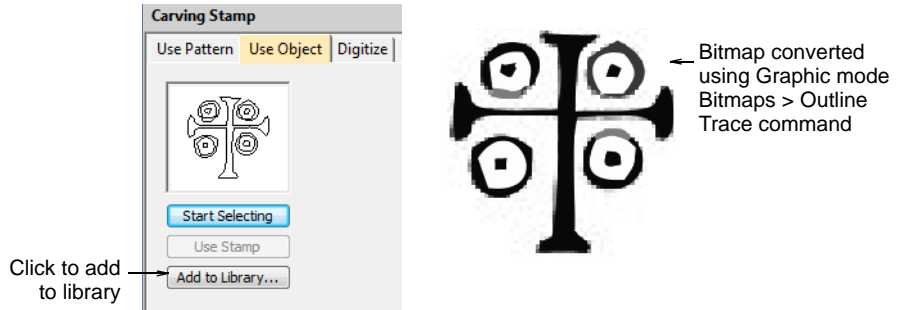 Carving Stamp
Use Pattern Use Object Digitize
Start Selecting
Use Stamp
Add to Library...
Click to add
to library
Bitmap converted
using Graphic mode
Bitmaps > Outline
Trace command